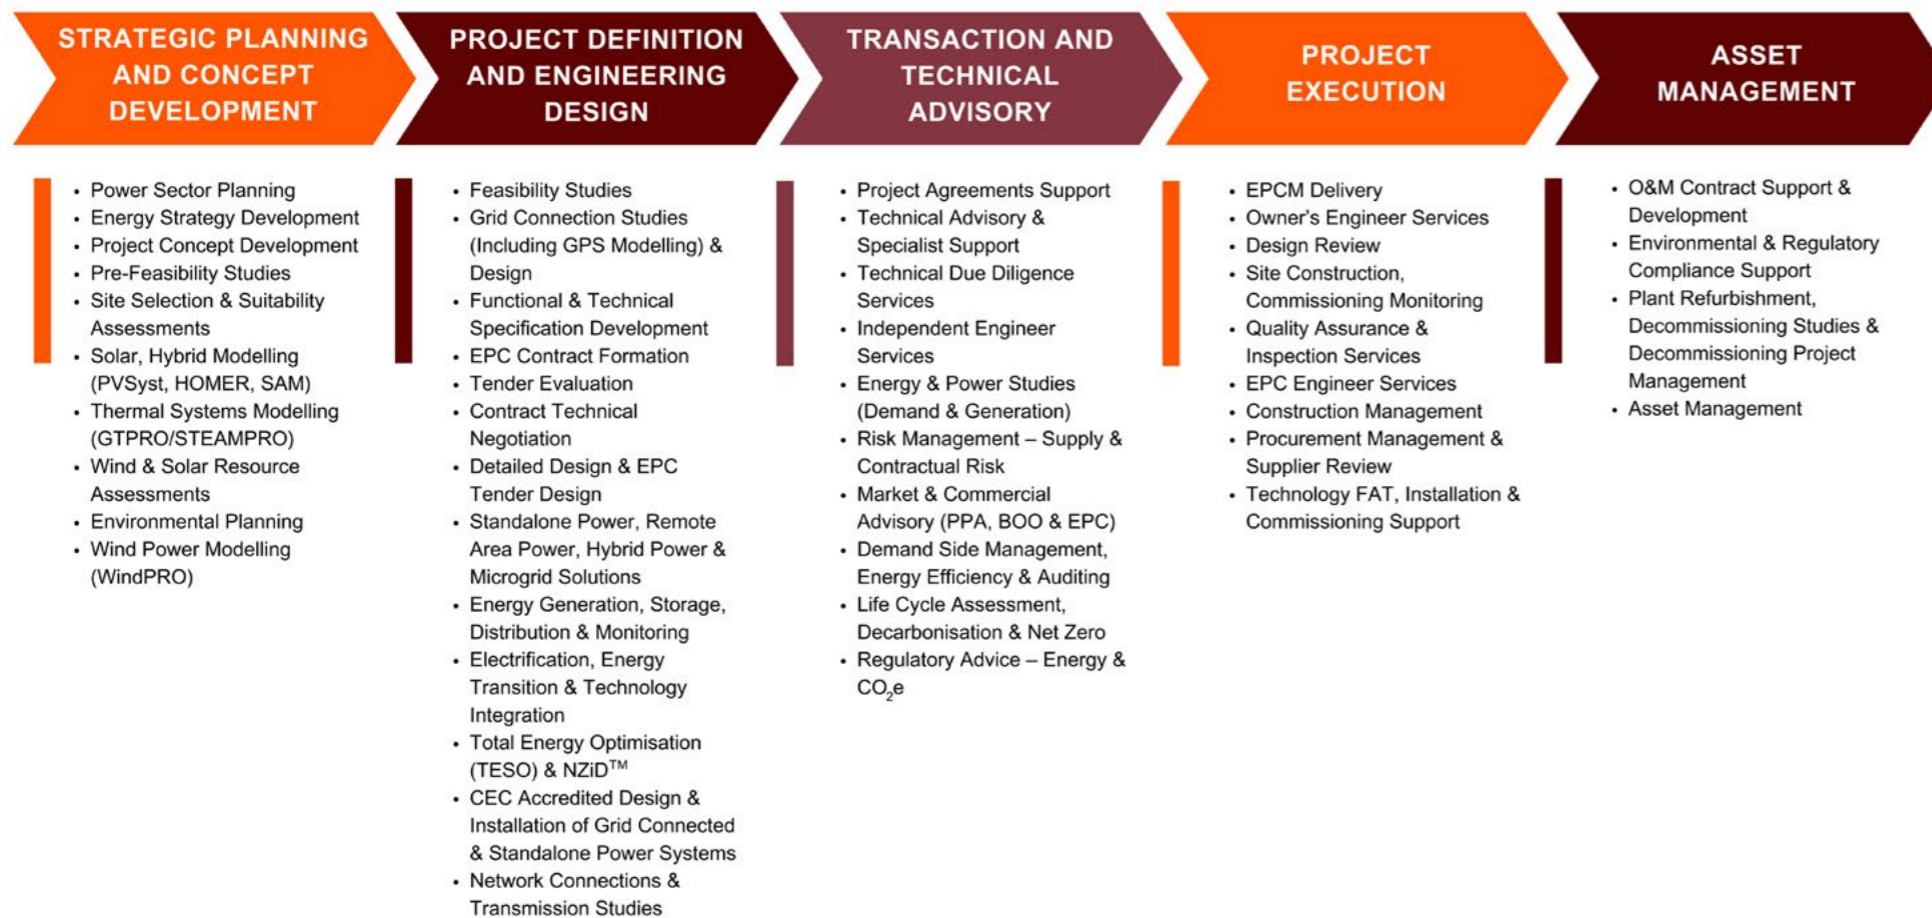 STRATEGIC PLANNING
AND CONCEPT
DEVELOPMENT
• Power Sector Planning
• Energy Strategy Development
• Project Concept Development
• Pre-Feasibility Studies
• Site Selection & Suitability
Assessments
• Solar, Hybrid Modelling
(PVSyst, HOMER, SAM)
• Thermal Systems Modelling
(GTPRO/STEAMPRO)
• Wind & Solar Resource
Assessments
• Environmental Planning
• Wind Power Modelling
(WindPRO)
PROJECT DEFINITION
AND ENGINEERING
DESIGN
• Feasibility Studies
• Grid Connection Studies
(Including GPS Modelling) &
Design
• Functional & Technical
Specification Development
• EPC Contract Formation
• Tender Evaluation
• Contract Technical
Negotiation
• Detailed Design & EPC
Tender Design
• Standalone Power, Remote
Area Power, Hybrid Power &
Microgrid Solutions
• Energy Generation, Storage,
Distribution & Monitoring
• Electrification, Energy
Transition & Technology
Integration
• Total Energy Optimisation
(TESO) & NZiD™
• CEC Accredited Design &
Installation of Grid Connected
& Standalone Power Systems
• Network Connections &
Transmission Studies
TRANSACTION AND
TECHNICAL
ADVISORY
• Project Agreements Support
• Technical Advisory &
Specialist Support
• Technical Due Diligence
Services
• Independent Engineer
Services
• Energy & Power Studies
(Demand & Generation)
• Risk Management – Supply &
Contractual Risk
• Market & Commercial
Advisory (PPA, BOO & EPC)
• Demand Side Management,
Energy Efficiency & Auditing
• Life Cycle Assessment,
Decarbonisation & Net Zero
• Regulatory Advice – Energy &
CO₂e
PROJECT
EXECUTION
• EPCM Delivery
• Owner's Engineer Services
• Design Review
• Site Construction,
Commissioning Monitoring
• Quality Assurance &
Inspection Services
• EPC Engineer Services
• Construction Management
• Procurement Management &
Supplier Review
• Technology FAT, Installation &
Commissioning Support
ASSET
MANAGEMENT
• O&M Contract Support &
Development
• Environmental & Regulatory
Compliance Support
• Plant Refurbishment,
Decommissioning Studies &
Decommissioning Project
Management
• Asset Management